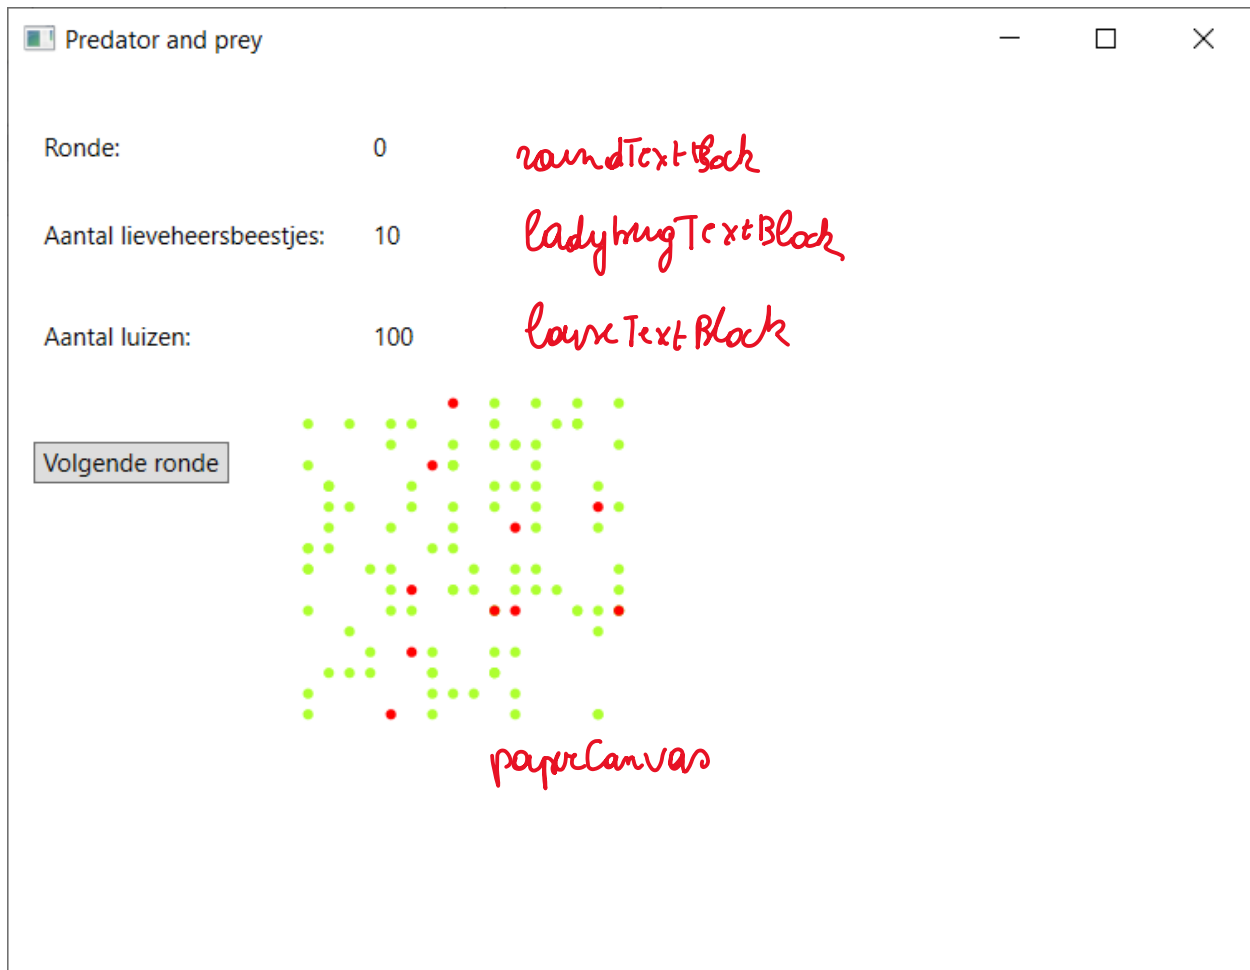 Predator and prey
Ronde: 0 roundTextBlock
Aantal lieveheersbeestjes: 10 ladybugTextBlock
Aantal luizen: 100 louseTextBlock
Volgende ronde
paperCanvas